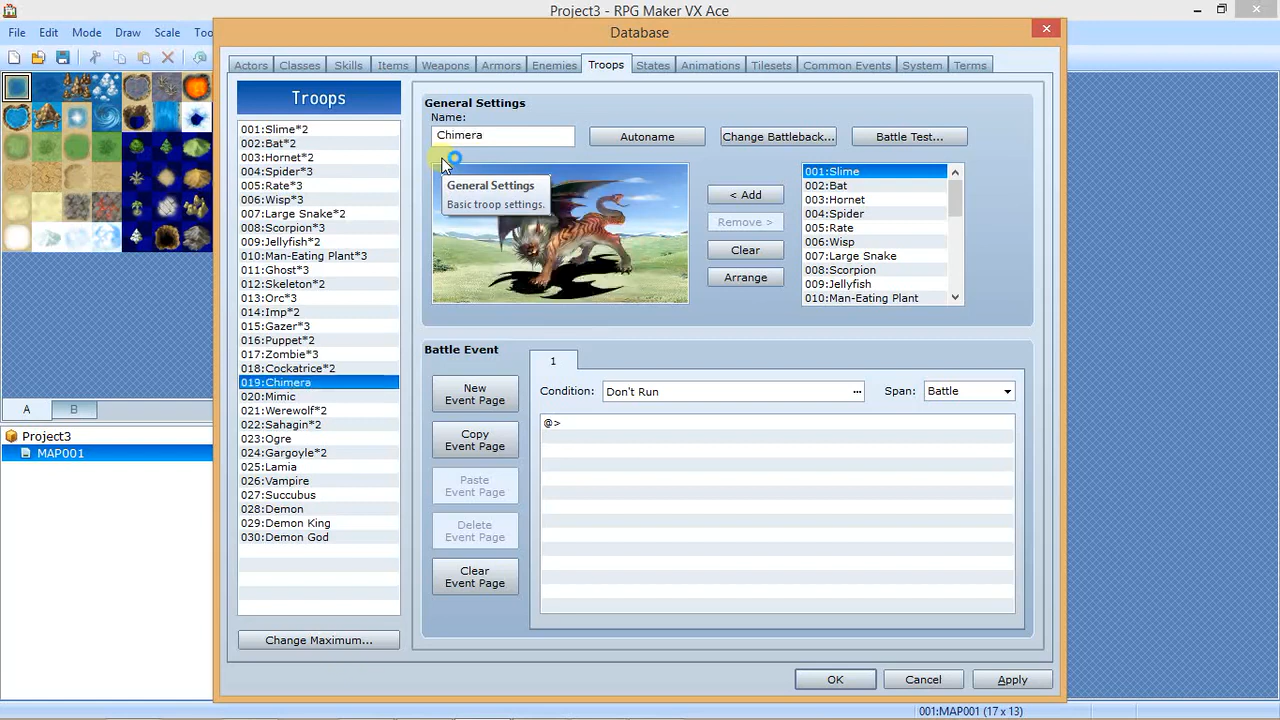 Project3 - RPG Maker VX Ace
File Edit Mode Draw Scale Too
Database
Actors Classes Skills Items Weapons Armors Enemies Troops States Animations Tilesets Common Events System Terms
Troops
001:Slime*2
002:Bat*2
003:Hornet*2
004:Spider*3
005:Rate*3
006:Wisp*3
007:Large Snake*2
008:Scorpion*2
009:Jellyfish*2
010:Man-Eating Plant*3
011:Ghost*3
012:Skeleton*2
013:Orc*3
014:Imp*2
015:Gazer*3
016:Puppet*2
017:Zombie*3
018:Cockatrice*2
019:Chimera
020:Mimic
021:Werewolf*2
022:Sahagin*2
023:Ogre
024:Gargoyle*2
025:Lamia
026:Vampire
027:Succubus
028:Demon
029:Demon King
030:Demon God
Change Maximum...
General Settings
Name:
Chimera
Autoname
Change Battleback...
Battle Test...
General Settings
Basic troop settings.
< Add
Remove >
Clear
Arrange
001:Slime
002:Bat
003:Hornet
004:Spider
005:Rate
006:Wisp
007:Large Snake
008:Scorpion
009:Jellyfish
010:Man-Eating Plant
Battle Event
1
New
Event Page
Copy
Event Page
Paste
Event Page
Delete
Event Page
Clear
Event Page
Condition: Don't Run ... Span: Battle
@>
OK Cancel Apply
A B
Project3
MAP001
001:MAP001 (17 x 13)